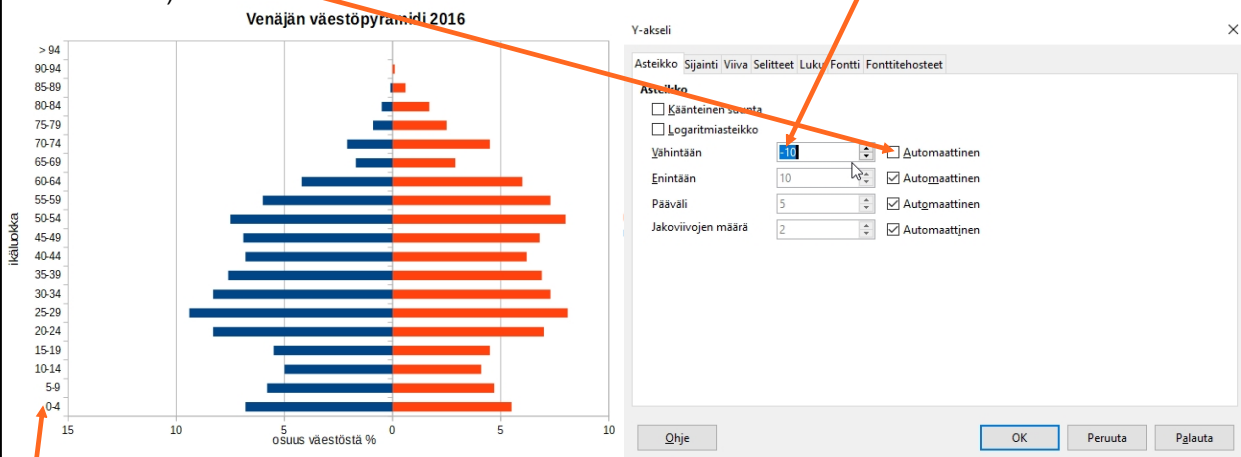 Venäjän väestöpyramidi 2016
> 94
90-94
85-89
80-84
75-79
70-74
65-69
60-64
55-59
50-54
45-49
40-44
35-39
30-34
25-29
20-24
15-19
10-14
5-9
0-4
ikäluokka
15 10 5 0 5 10
osuus väestöstä %
Y-akseli
Asteikko Sijainti Viiva Selitteet Luku Fontti Fonttitehosteet
Asteikko
Käänteinen suunta
Logaritmiasteikko
Vähintään -10 Automaattinen
Enintään 10 Automaattinen
Pääväli 5 Automaattinen
Jakoviivojen määrä 2 Automaattinen
Ohje OK Peruuta Palauta